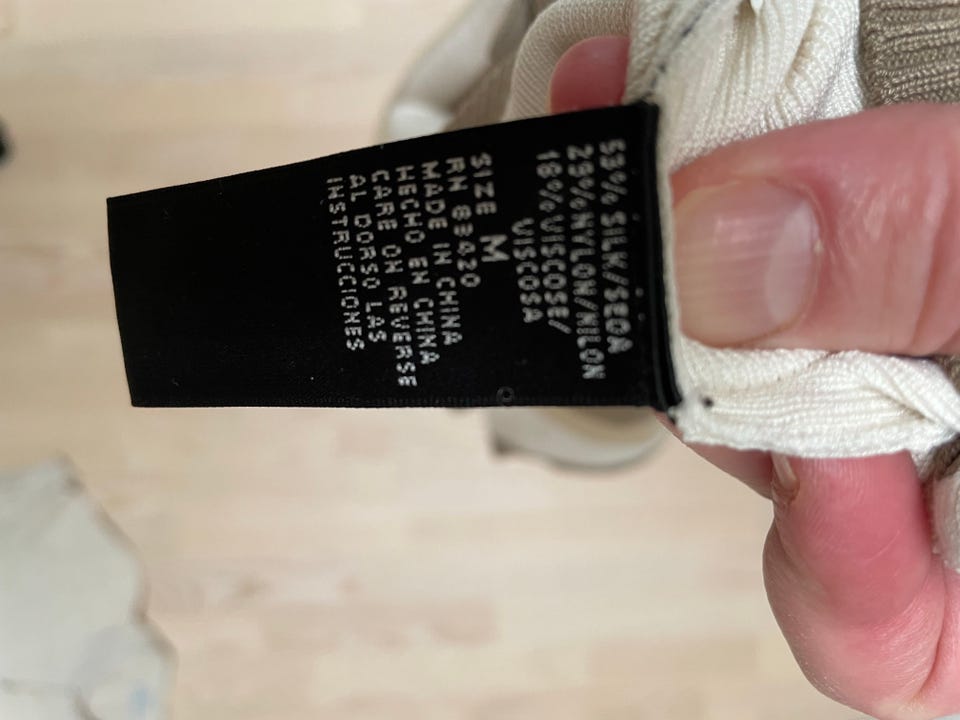 53% SILK/SEDA
29% NYLON/NILON
18% VISCOSE/
VISCOSA
SIZE M
RN 88420
MADE IN CHINA
HECHO EN CHINA
CARE ON REVERSE
AL DORSO LAS
INSTRUCCIONES